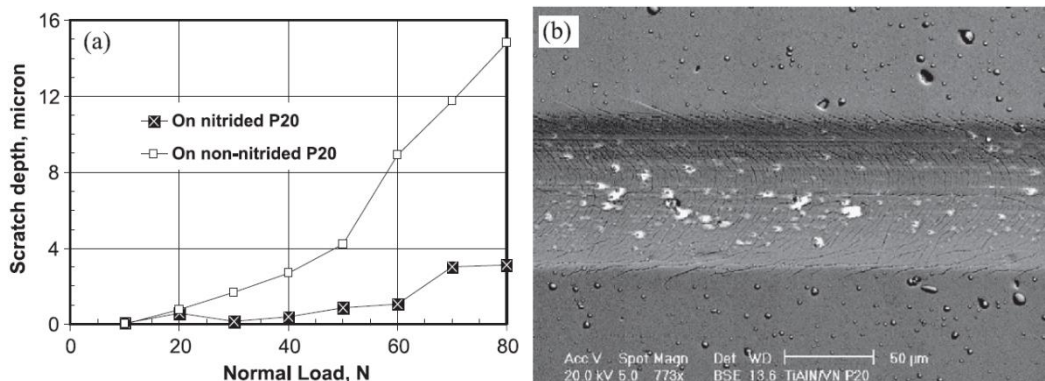 (a)
Scratch depth, micron
16
12
8
4
0
On nitrided P20
On non-nitrided P20
0 20 40 60 80
Normal Load, N
(b)
Acc V Spot Magn Det WD 50 µm
20.0 kV 5.0 773x BSE 13.6 TiAlN/VN P20